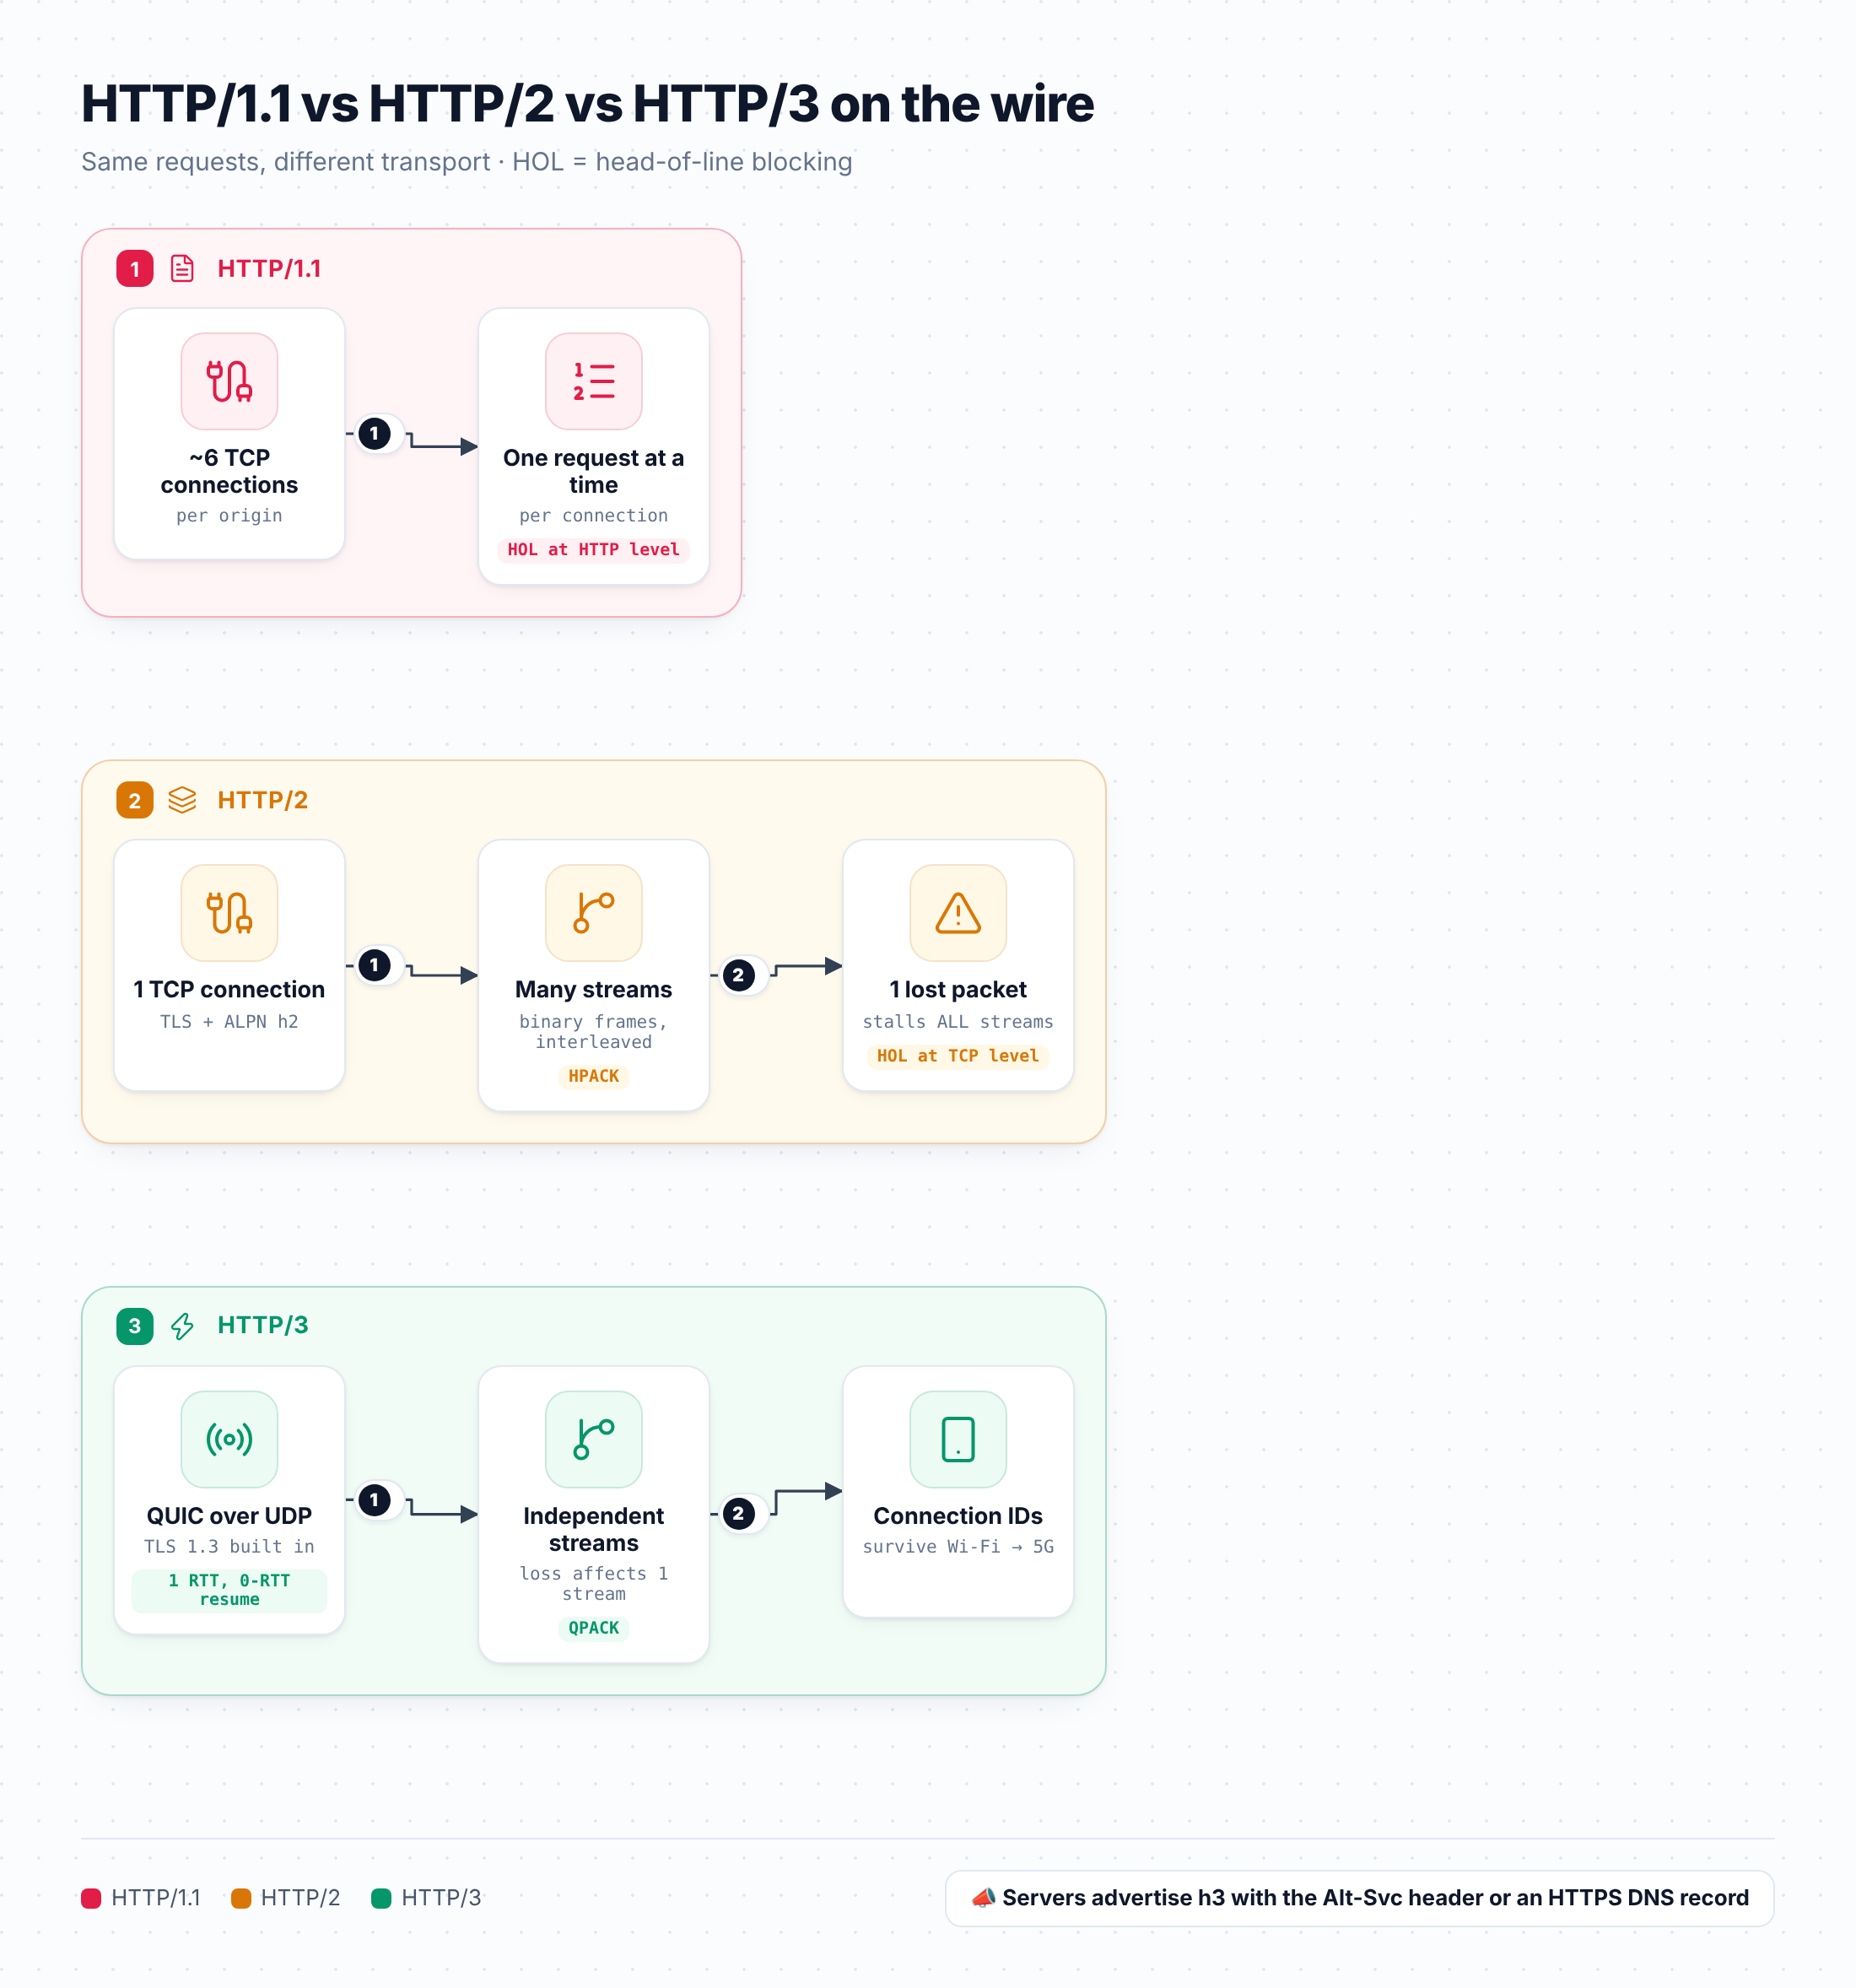 HTTP/1.1 vs HTTP/2 vs HTTP/3 on the wire
Same requests, different transport · HOL = head-of-line blocking
1 HTTP/1.1
~6 TCP
connections
per origin
1
1
2
One request at a
time
per connection
HOL at HTTP level
2 HTTP/2
1 TCP connection
TLS + ALPN h2
1
Many streams
binary frames,
interleaved
HPACK
2
1 lost packet
stalls ALL streams
HOL at TCP level
3 HTTP/3
QUIC over UDP
TLS 1.3 built in
1 RTT, 0-RTT
resume
1
Independent
streams
loss affects 1
stream
QPACK
2
Connection IDs
survive Wi-Fi → 5G
HTTP/1.1 HTTP/2 HTTP/3
📣 Servers advertise h3 with the Alt-Svc header or an HTTPS DNS record